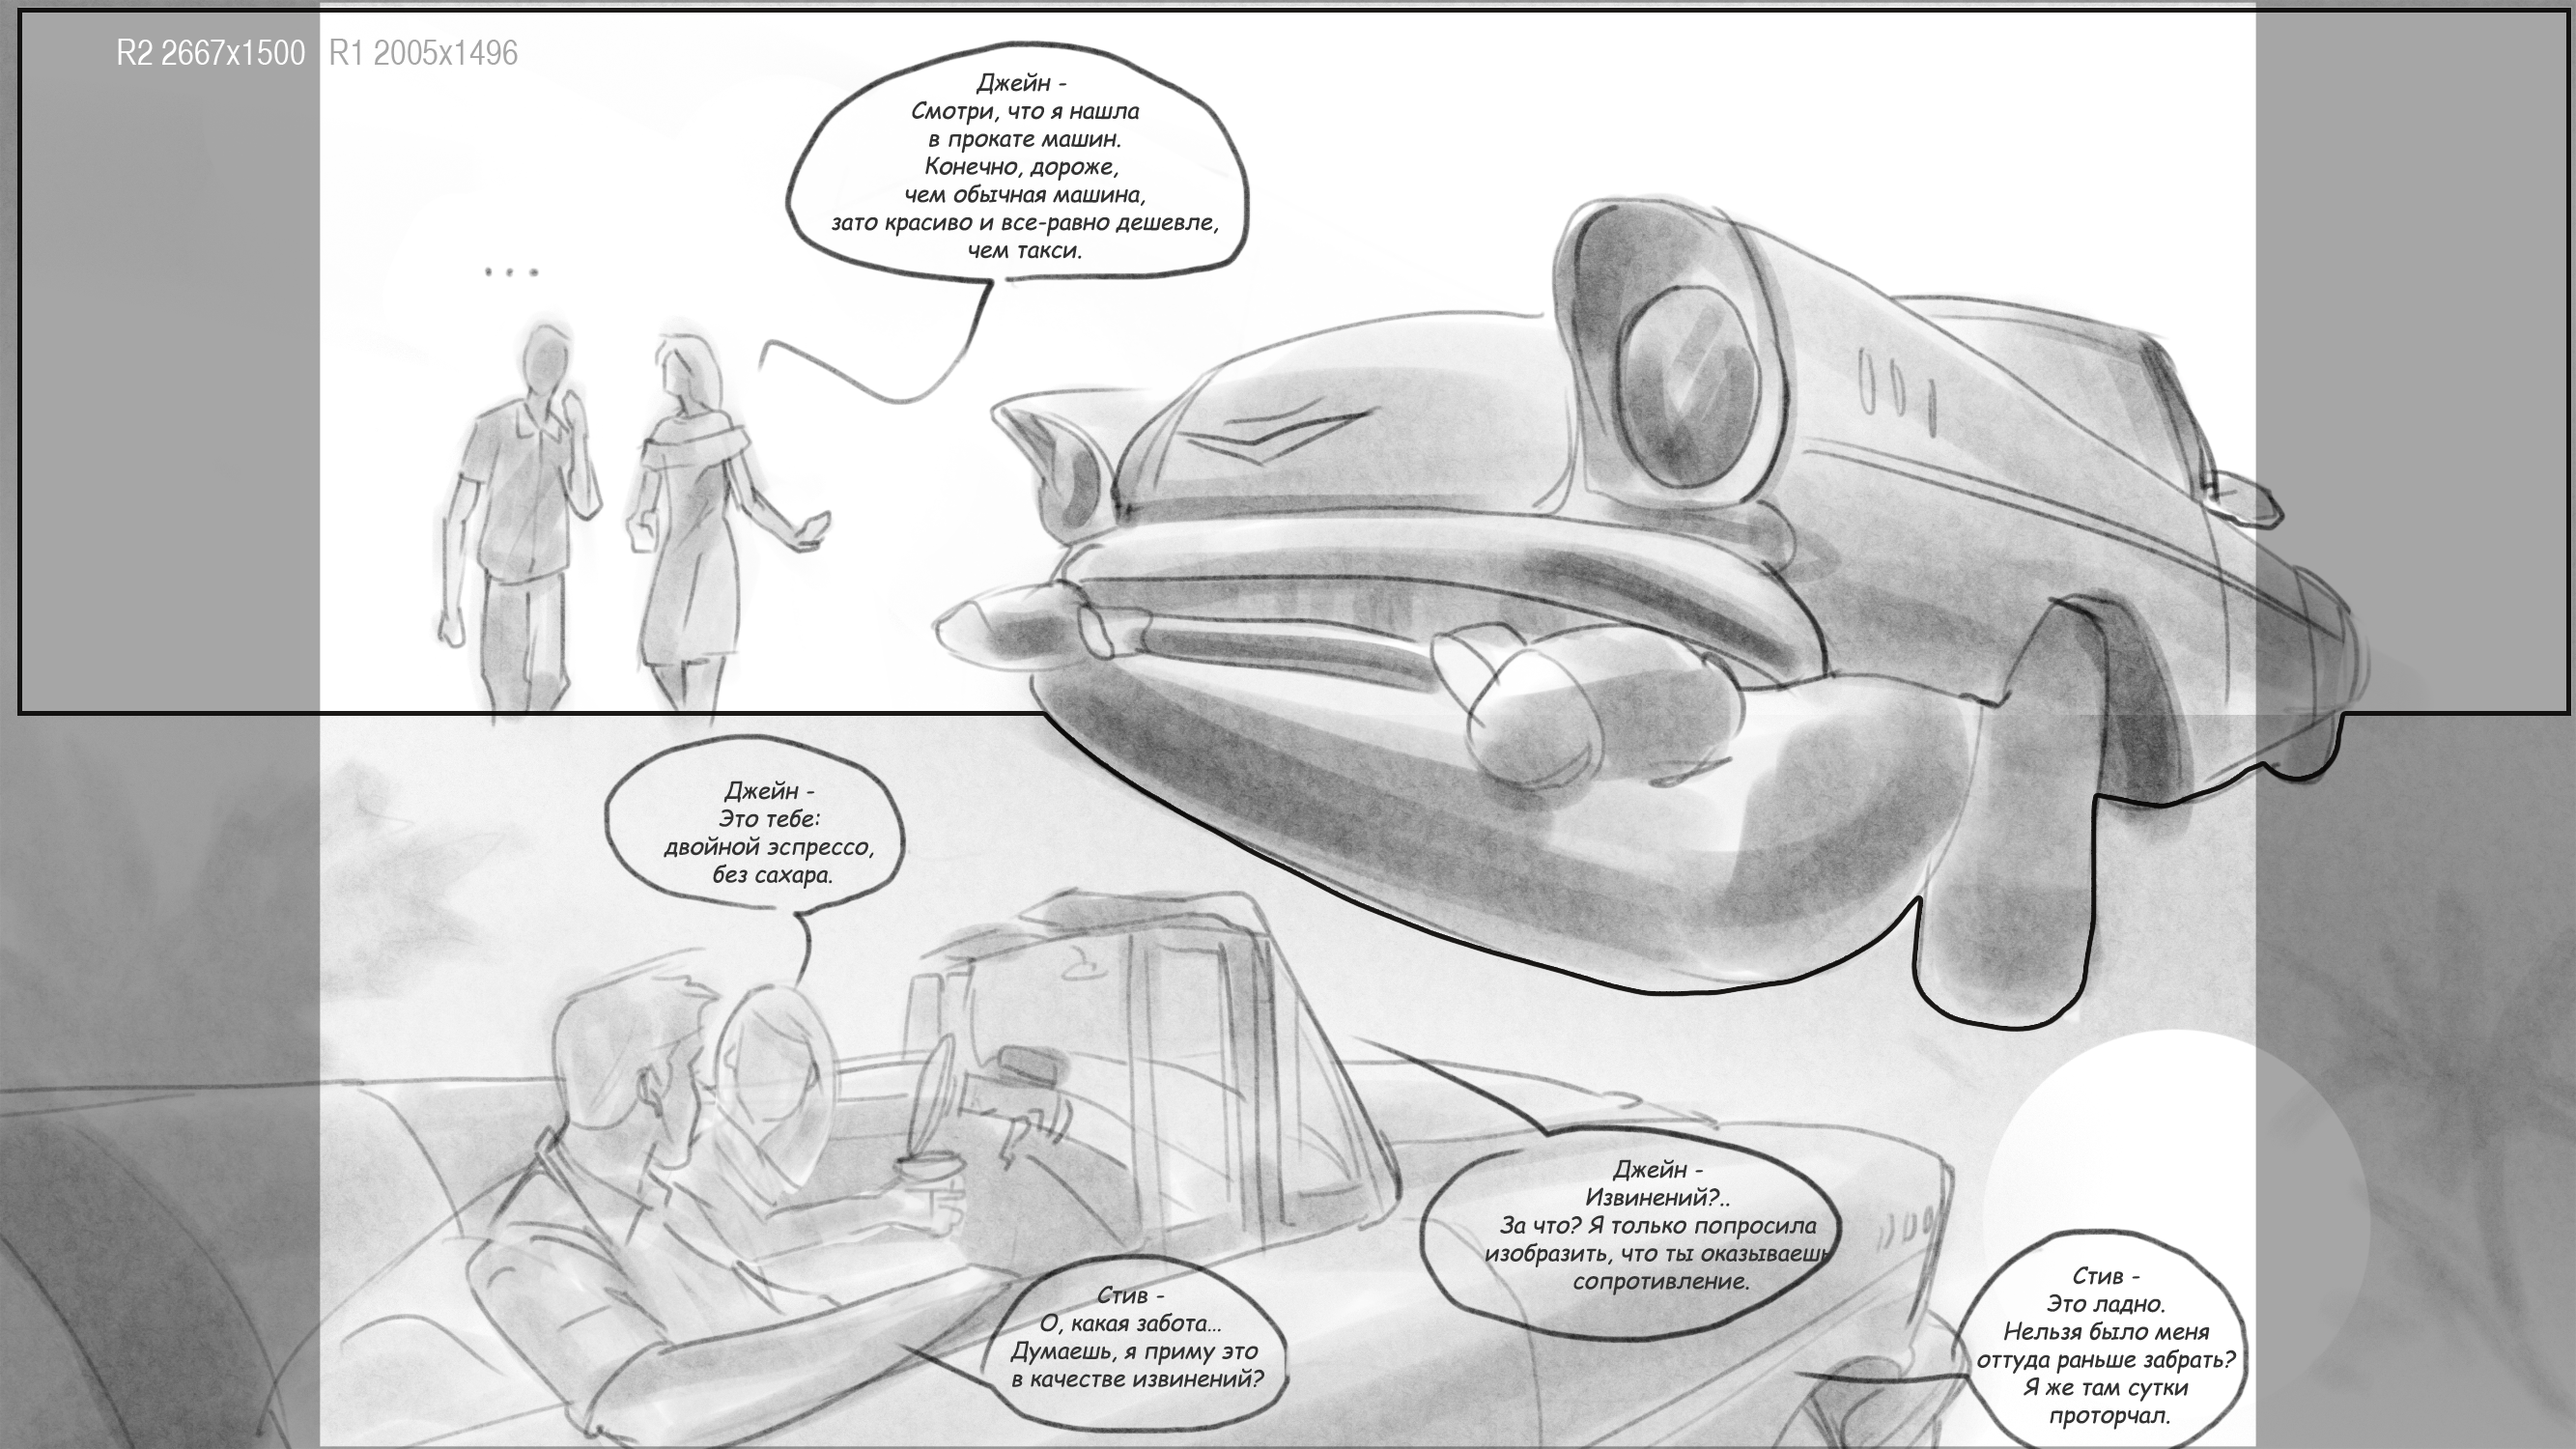 R2 2667x1500 R1 2005x1496
Джейн -
Смотри, что я нашла
в прокате машин.
Конечно, дороже,
чем обычная машина,
зато красиво и все-равно дешевле,
чем такси.
...
Джейн -
Это тебе:
двойной эспрессо,
без сахара.
Стив -
О, какая забота...
Думаешь, я приму это
в качестве извинений?
Джейн -
Извинений?..
За что? Я только попросила
изобразить, что ты оказываешь
сопротивление.
Стив -
Это ладно.
Нельзя было меня
оттуда раньше забрать?
Я же там сутки
проторчал.